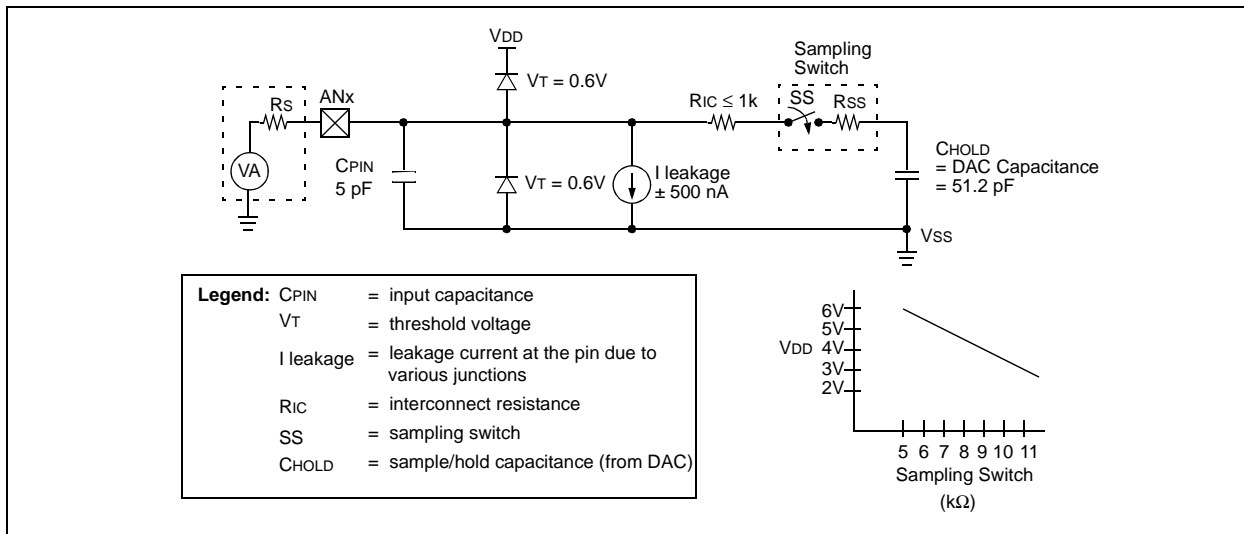 VDD
VT = 0.6V
Sampling
Switch
RS
ANx
RIC ≤ 1k
SS
RSS
VA
CPIN
5 pF
VT = 0.6V
I leakage
± 500 nA
CHOLD
= DAC Capacitance
= 51.2 pF
VSS
Legend: CPIN = input capacitance
VT = threshold voltage
I leakage = leakage current at the pin due to
various junctions
RIC = interconnect resistance
SS = sampling switch
CHOLD = sample/hold capacitance (from DAC)
6V
5V
VDD 4V
3V
2V
5 6 7 8 9 10 11
Sampling Switch
(kΩ)